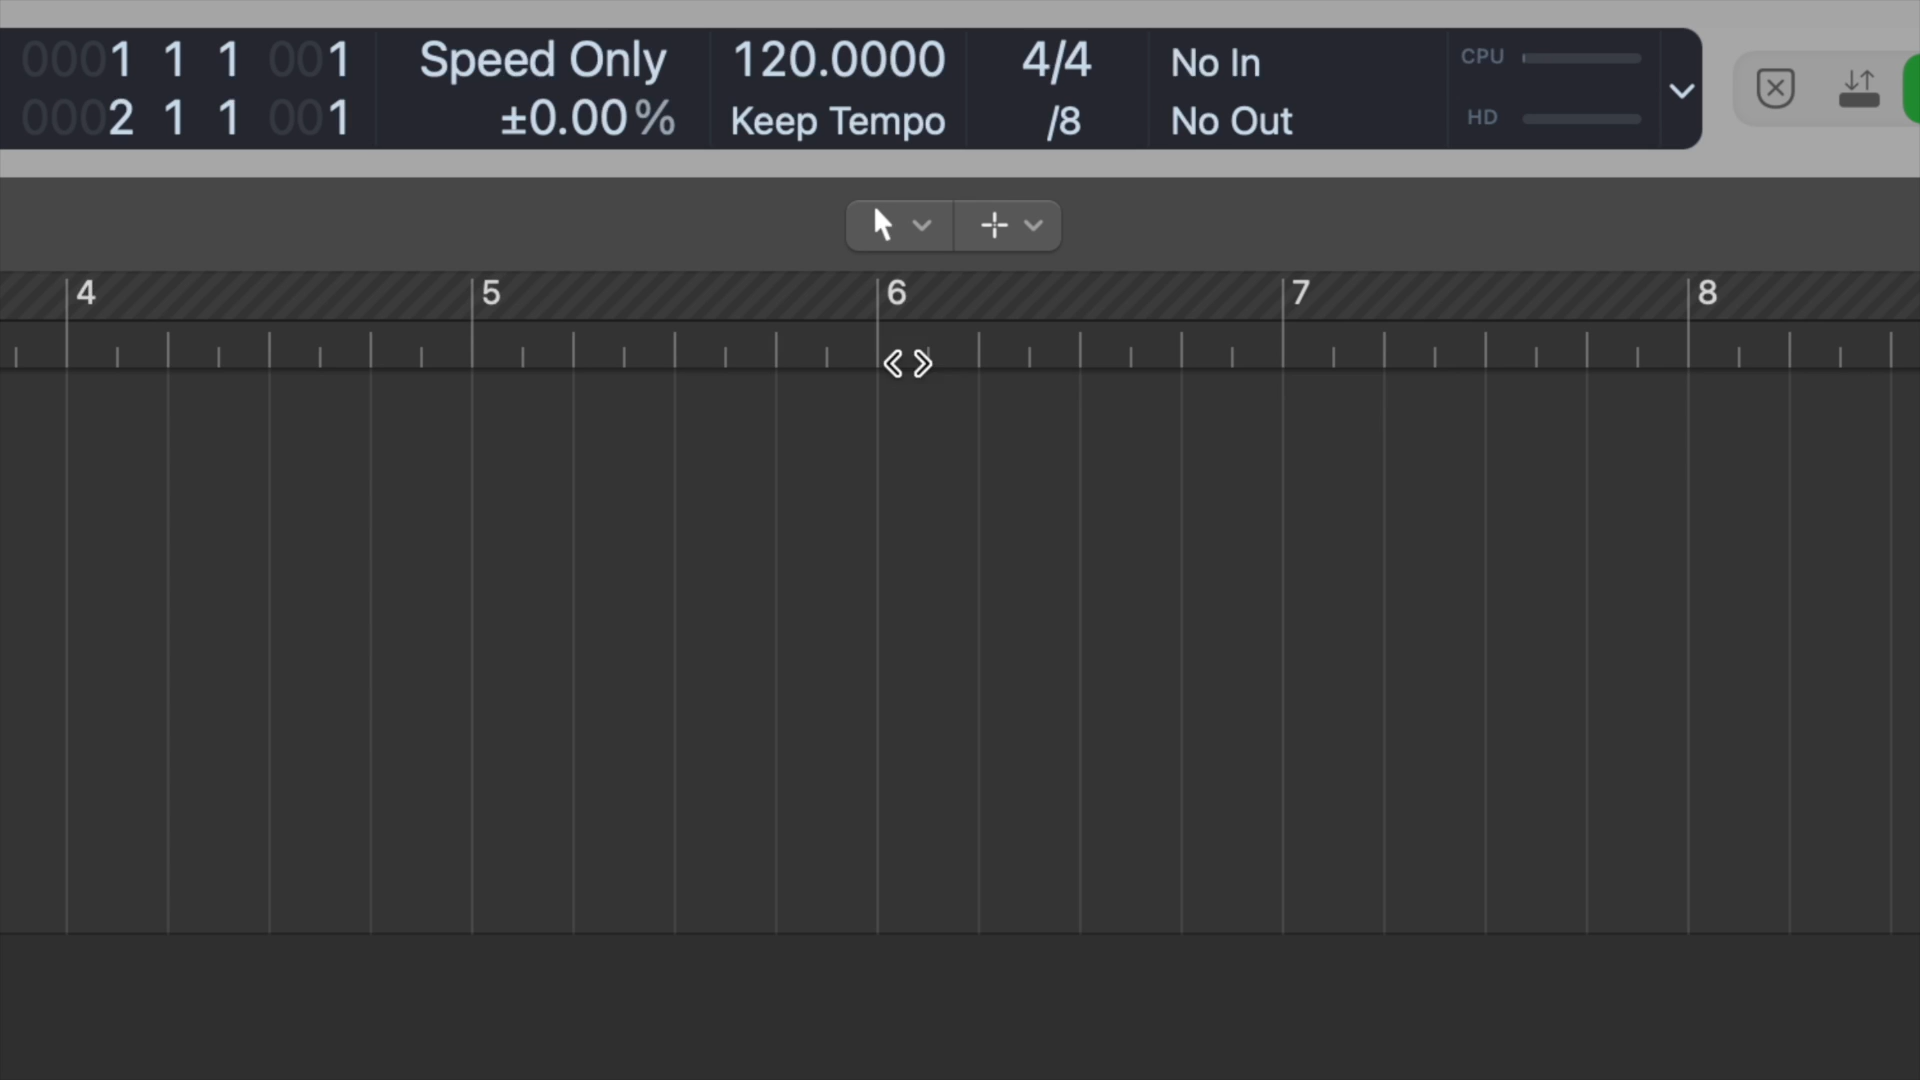 0001 1 1 001 Speed Only 120.0000 4/4 No In CPU
0002 1 1 001 ±0.00% Keep Tempo /8 No Out HD
4 5 6 7 8